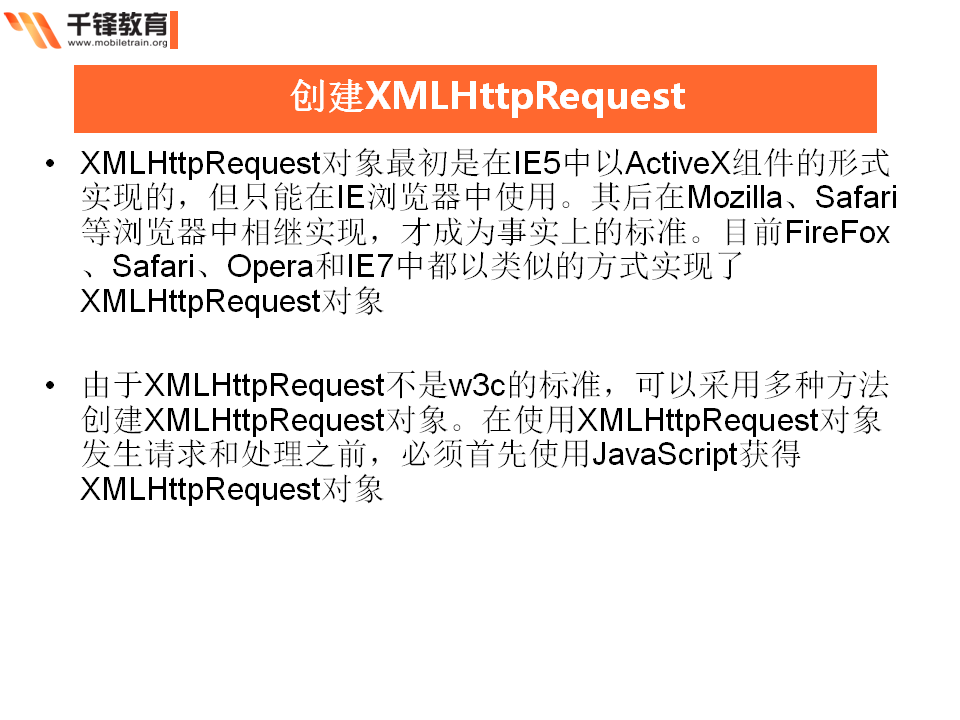 千锋教育
www.mobiletrain.org
创建XMLHttpRequest
• XMLHttpRequest对象最初是在IE5中以ActiveX组件的形式
实现的，但只能在IE浏览器中使用。其后在Mozilla、Safari
等浏览器中相继实现，才成为事实上的标准。目前FireFox
、Safari、Opera和IE7中都以类似的方式实现了
XMLHttpRequest对象
• 由于XMLHttpRequest不是w3c的标准，可以采用多种方法
创建XMLHttpRequest对象。在使用XMLHttpRequest对象
发生请求和处理之前，必须首先使用JavaScript获得
XMLHttpRequest对象